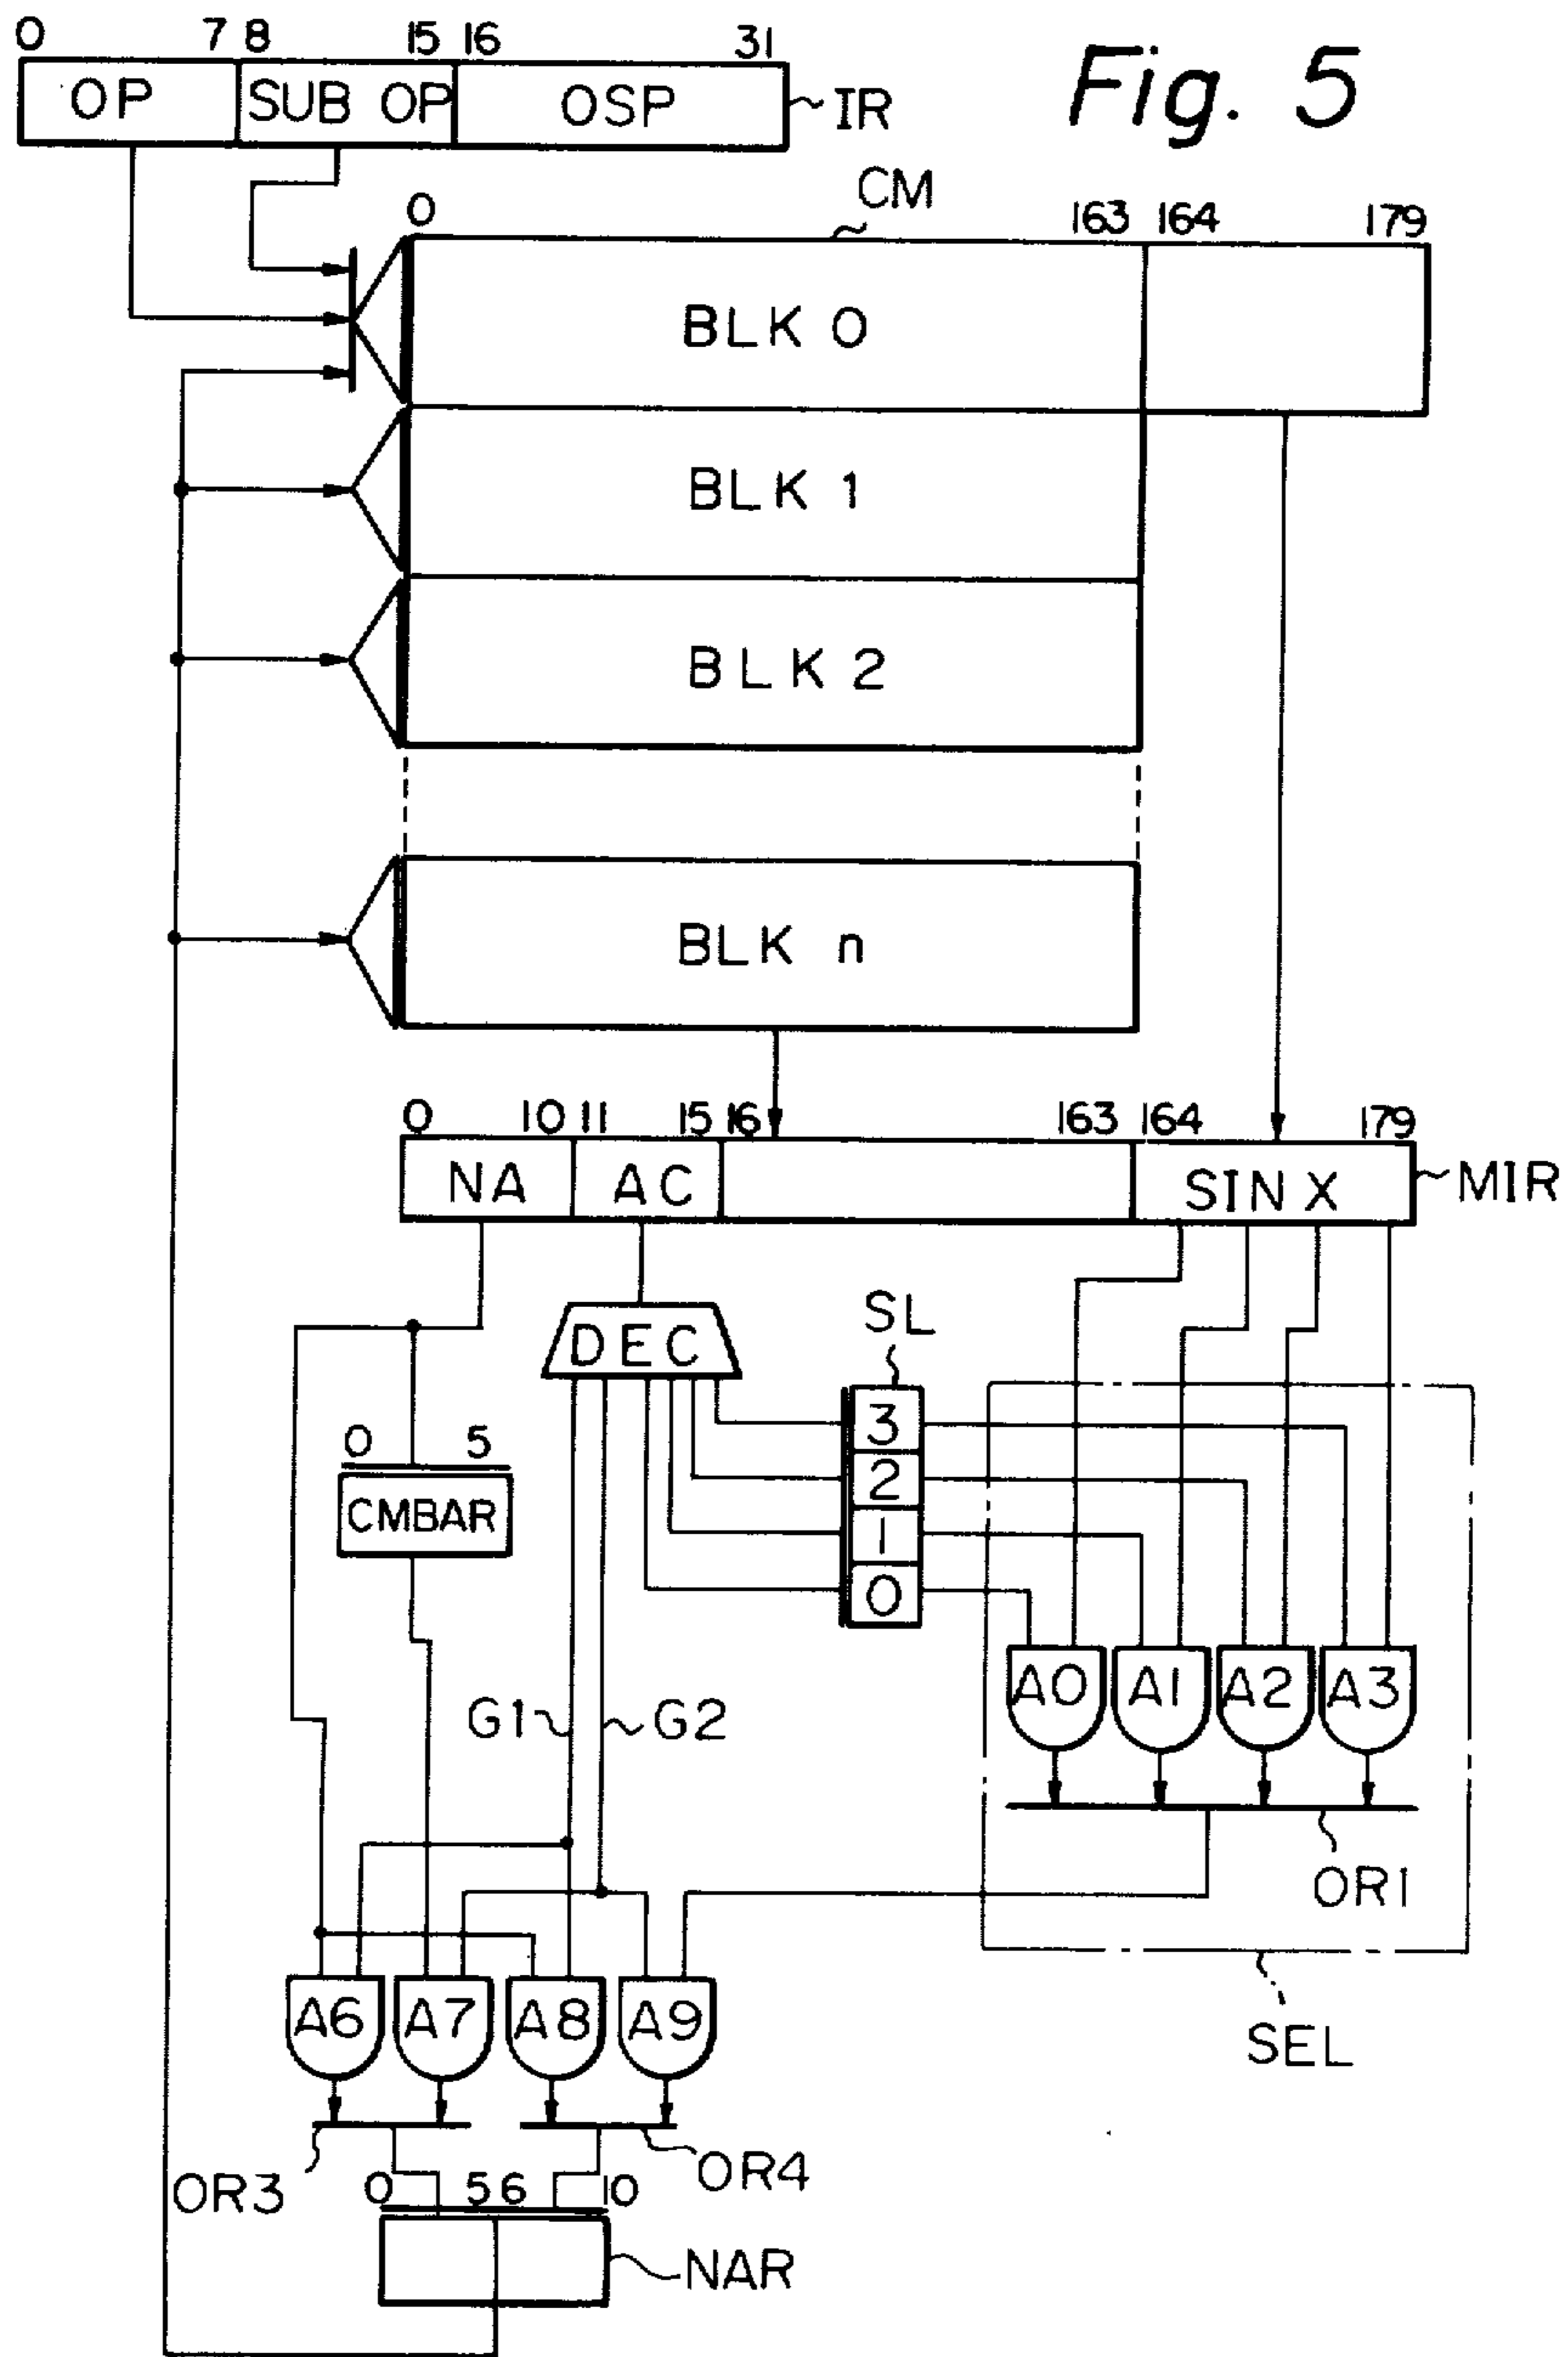 0 7 8 15 16 31
Fig. 5
OP SUB OP OSP IR
CM
0 163 164 179
BLK 0
BLK 1
BLK 2
BLK n
0 10 11 15 16 163 164 179
NA AC SIN X MIR
DEC
SL
0 5
CMBAR
3
2
1
0
G1 G2
A0 A1 A2 A3
OR1
SEL
A6 A7 A8 A9
OR3 OR4
0 5 6 10
NAR